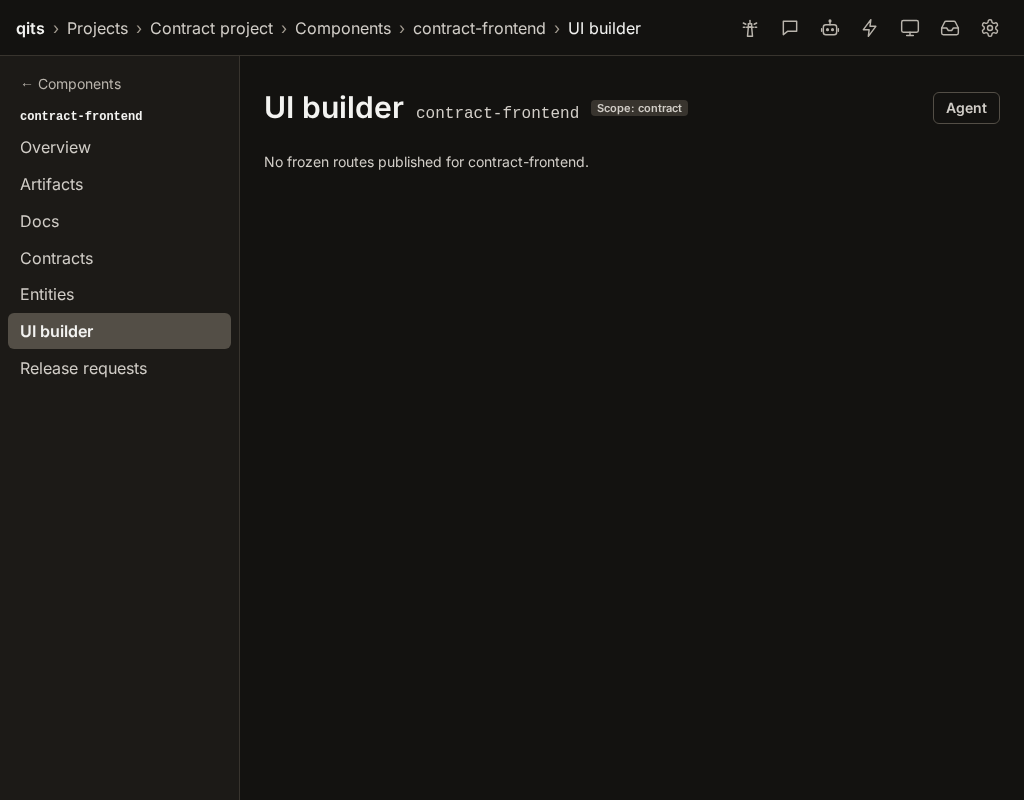 qits › Projects › Contract project › Components › contract-frontend › UI builder
← Components
contract-frontend
Overview
Artifacts
Docs
Contracts
Entities
UI builder
Release requests
UI builder contract-frontend Scope: contract
Agent
No frozen routes published for contract-frontend.